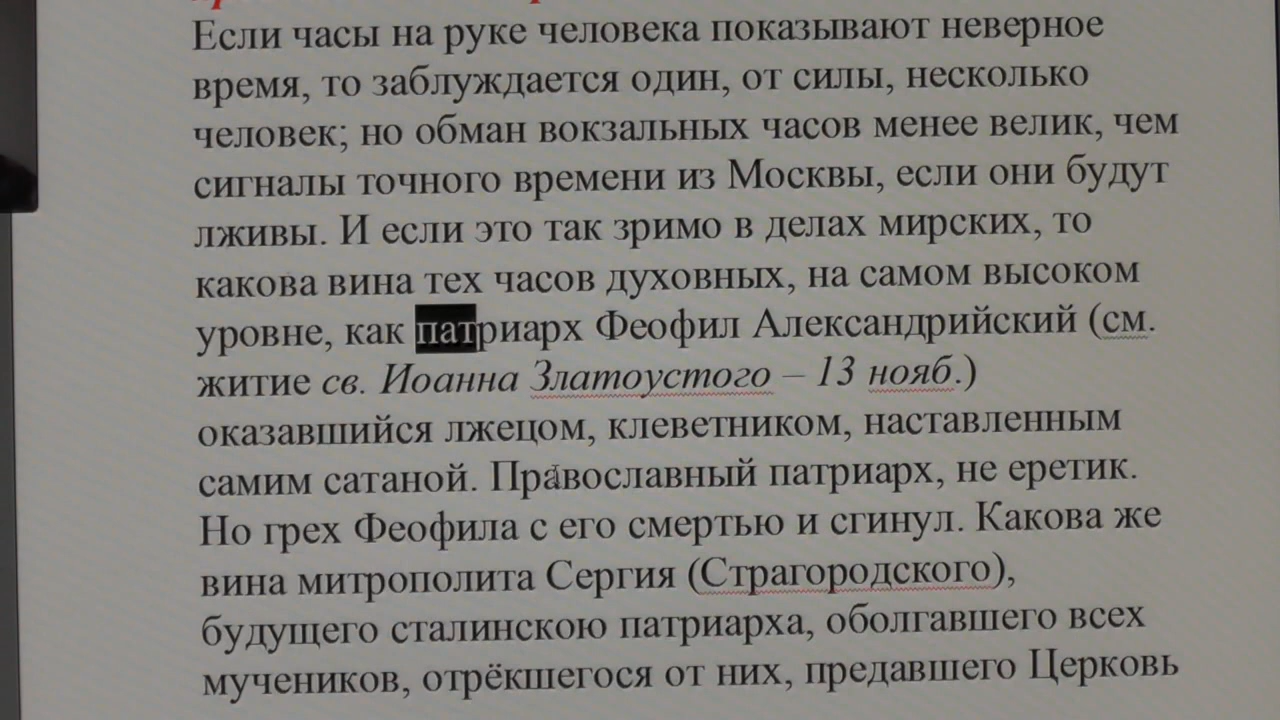 Если часы на руке человека показывают неверное
время, то заблуждается один, от силы, несколько
человек; но обман вокзальных часов менее велик, чем
сигналы точного времени из Москвы, если они будут
лживы. И если это так зримо в делах мирских, то
какова вина тех часов духовных, на самом высоком
уровне, как патриарх Феофил Александрийский (см.
житие св. Иоанна Златоустого – 13 нояб.)
оказавшийся лжецом, клеветником, наставленным
самим сатаной. Православный патриарх, не еретик.
Но грех Феофила с его смертью и сгинул. Какова же
вина митрополита Сергия (Страгородского),
будущего сталинскою патриарха, оболгавшего всех
мучеников, отрёкшегося от них, предавшего Церковь